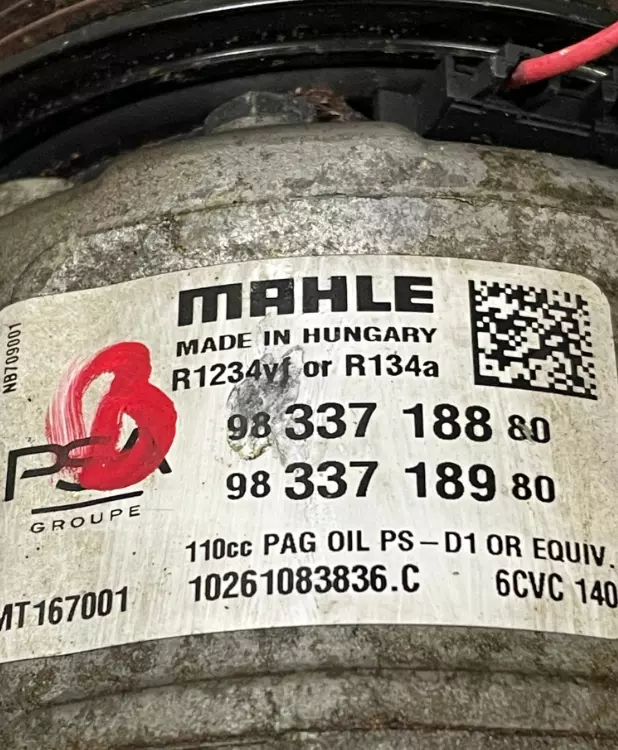 MAHLE
MADE IN HUNGARY
R1234yf or R134a
NB709001
98 337 188 80
PSA
GROUPE
98 337 189 80
110cc PAG OIL PS-D1 OR EQUIV.
MT167001
10261083836.C 6CVC 140